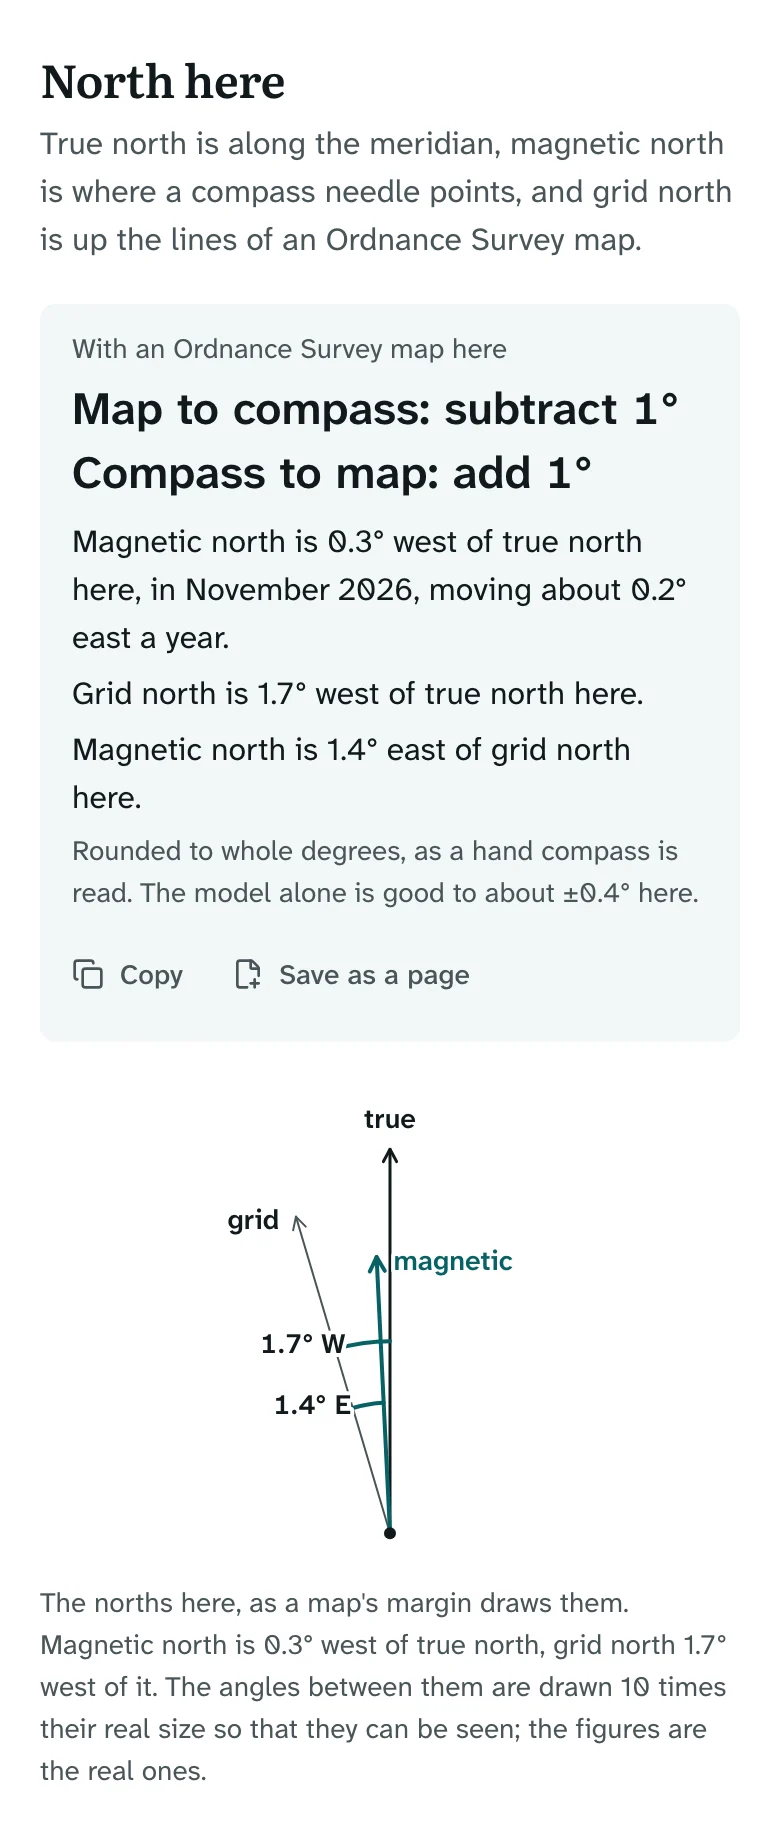 North here
True north is along the meridian, magnetic north
is where a compass needle points, and grid north
is up the lines of an Ordnance Survey map.
With an Ordnance Survey map here
Map to compass: subtract 1°
Compass to map: add 1°
Magnetic north is 0.3° west of true north
here, in November 2026, moving about 0.2°
east a year.
Grid north is 1.7° west of true north here.
Magnetic north is 1.4° east of grid north
here.
Rounded to whole degrees, as a hand compass is
read. The model alone is good to about ±0.4° here.
Copy
Save as a page
true
grid
magnetic
1.7° W
1.4° E
The norths here, as a map's margin draws them.
Magnetic north is 0.3° west of true north, grid north 1.7°
west of it. The angles between them are drawn 10 times
their real size so that they can be seen; the figures are
the real ones.